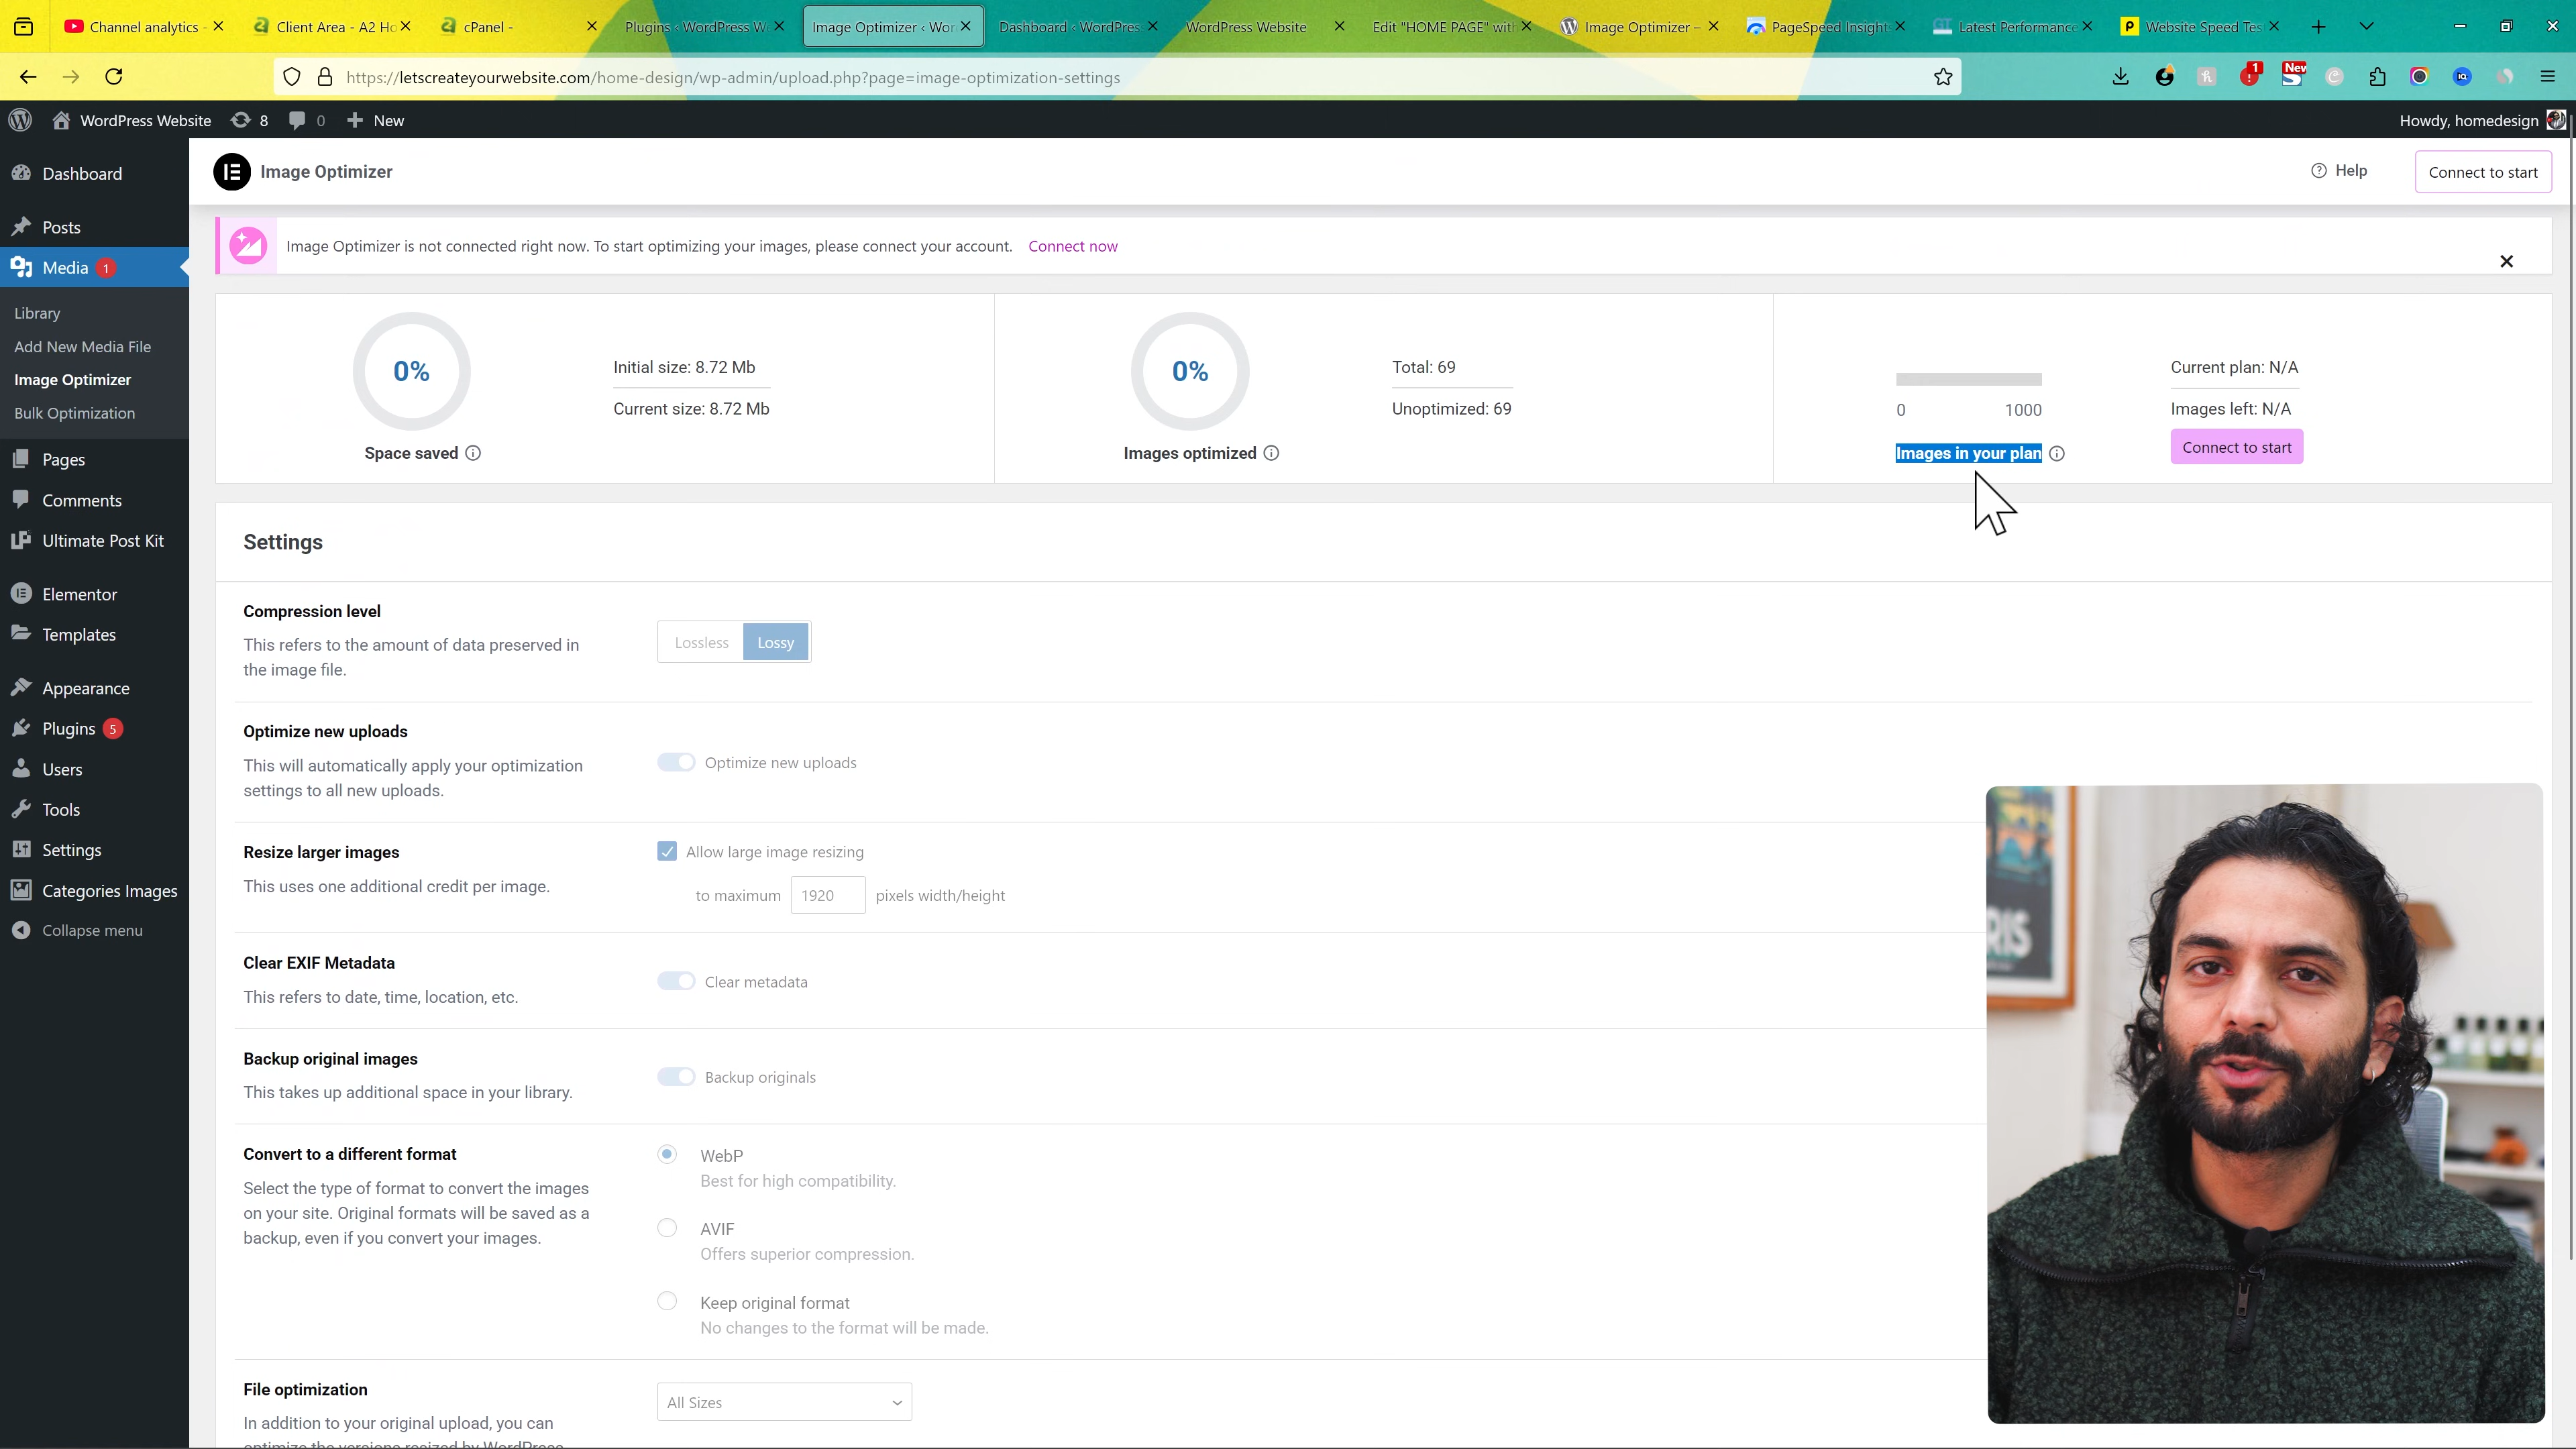 Channel analytics -
Client Area - A2 Ho
cPanel -
Plugins ‹ WordPress W
Image Optimizer ‹ Wor
Dashboard ‹ WordPres
WordPress Website
Edit "HOME PAGE" wit
Image Optimizer –
PageSpeed Insight
Latest Performance
Website Speed Tes
https://letscreateyourwebsite.com/home-design/wp-admin/upload.php?page=image-optimization-settings
1
New
WordPress Website
8
0
New
Howdy, homedesign
Dashboard
Posts
Media 1
Library
Add New Media File
Image Optimizer
Bulk Optimization
Pages
Comments
Ultimate Post Kit
Elementor
Templates
Appearance
Plugins 5
Users
Tools
Settings
Categories Images
Collapse menu
Image Optimizer
Help
Connect to start
Image Optimizer is not connected right now. To start optimizing your images, please connect your account. Connect now
0%
Space saved
Initial size: 8.72 Mb
Current size: 8.72 Mb
0%
Images optimized
Total: 69
Unoptimized: 69
0 1000
Images in your plan
Current plan: N/A
Images left: N/A
Connect to start
Settings
Compression level
This refers to the amount of data preserved in
the image file.
Lossless Lossy
Optimize new uploads
This will automatically apply your optimization
settings to all new uploads.
Optimize new uploads
Resize larger images
This uses one additional credit per image.
Allow large image resizing
to maximum 1920 pixels width/height
Clear EXIF Metadata
This refers to date, time, location, etc.
Clear metadata
Backup original images
This takes up additional space in your library.
Backup originals
Convert to a different format
Select the type of format to convert the images
on your site. Original formats will be saved as a
backup, even if you convert your images.
WebP
Best for high compatibility.
AVIF
Offers superior compression.
Keep original format
No changes to the format will be made.
File optimization
In addition to your original upload, you can
optimize the versions resized by WordPress
All Sizes
RIS